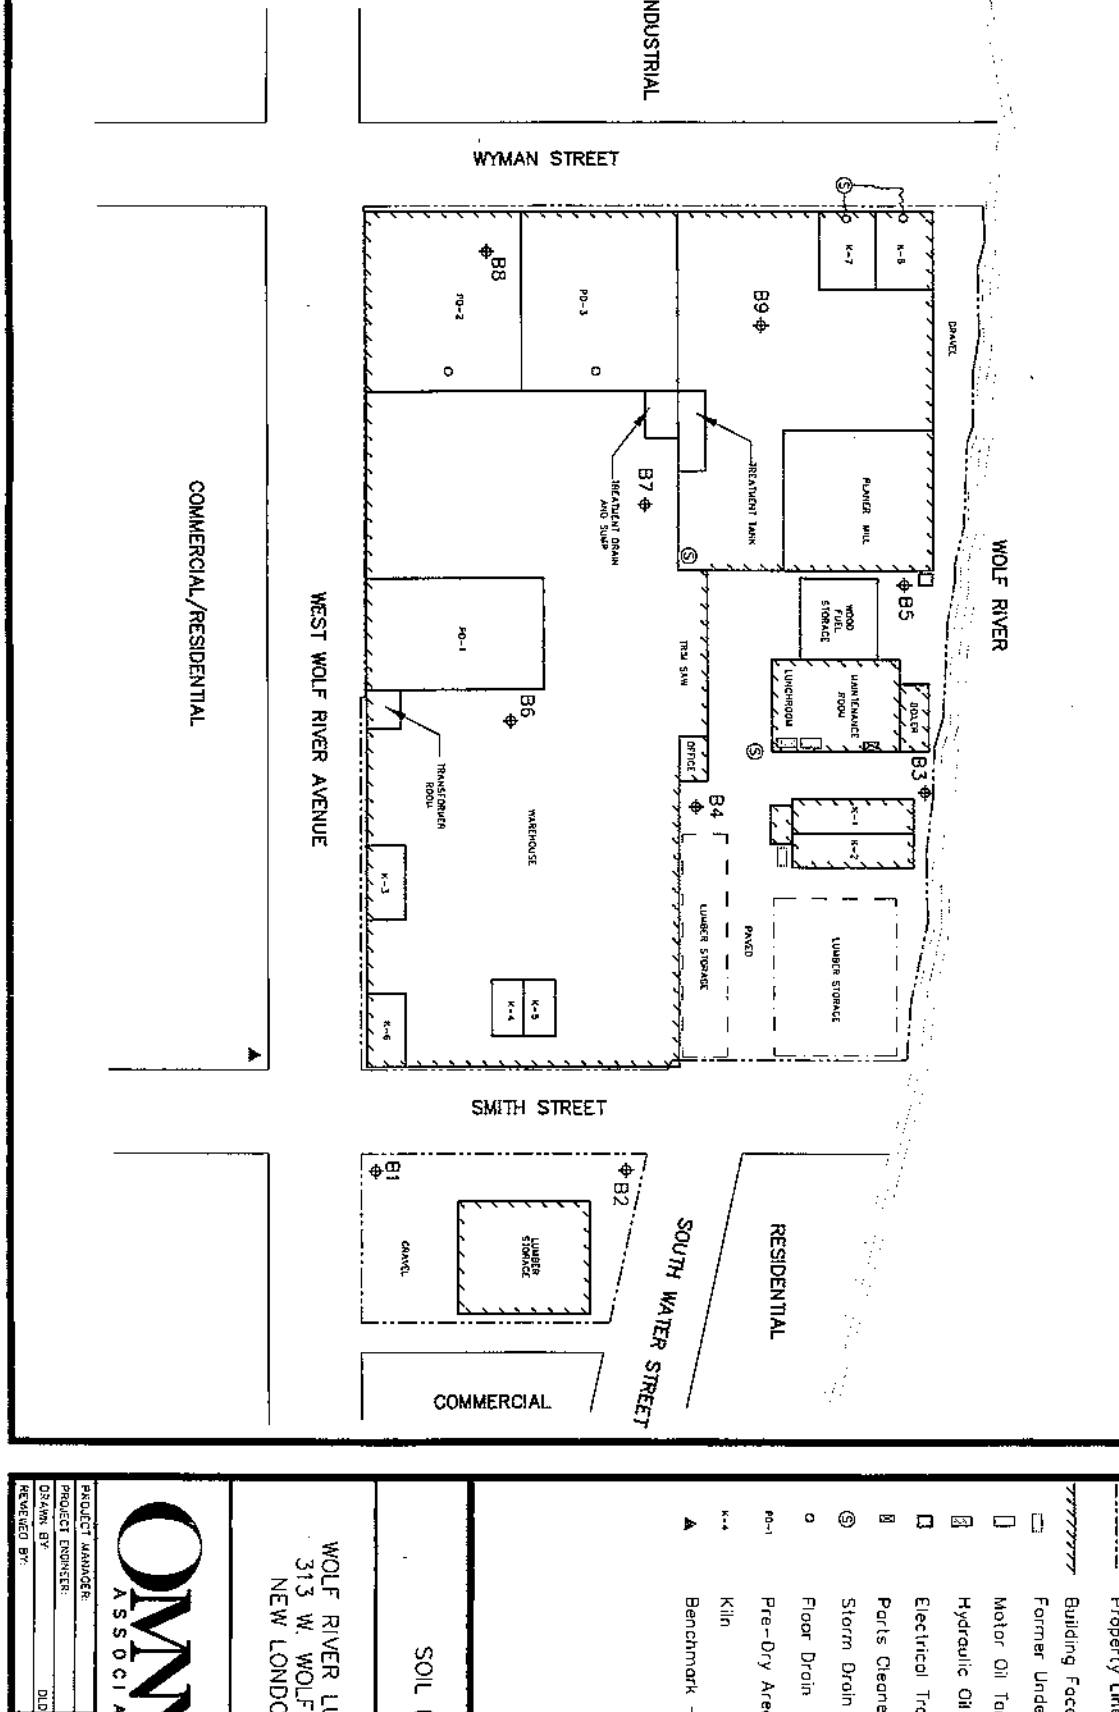 INDUSTRIAL
WYMAN STREET
K-7
K-8
GRAVEL
B8
PD-2
PD-3
B9
PLANER MILL
TREATMENT TANK
TREATMENT DRAIN
AND SUMP
B7
WOLF RIVER
B5
WOOD
FUEL
STORAGE
MAINTENANCE
ROOM
LUNCHROOM
BOILER
TRIM SAW
OFFICE
B3
B4
K-1
K-2
PD-1
B6
TRANSFORMER
ROOM
WAREHOUSE
K-3
K-4
K-5
K-6
LUMBER STORAGE
PAVED
LUMBER STORAGE
COMMERCIAL/RESIDENTIAL
WEST WOLF RIVER AVENUE
SMITH STREET
B1
B2
GRAVEL
LUMBER
STORAGE
SOUTH WATER STREET
RESIDENTIAL
COMMERCIAL
Property Line
Building Face
Former Unde
Motor Oil Ta
Hydraulic Oil
Electrical Tra
Parts Cleane
Storm Drain
Floor Drain
PD-1 Pre-Dry Area
K-4 Kiln
Benchmark -
SOIL
WOLF RIVER LU
313 W. WOLF
NEW LONDO
OMN
ASSOCIA
PROJECT MANAGER:
PROJECT ENGINEER:
DRAWN BY: DLD
REVIEWED BY: